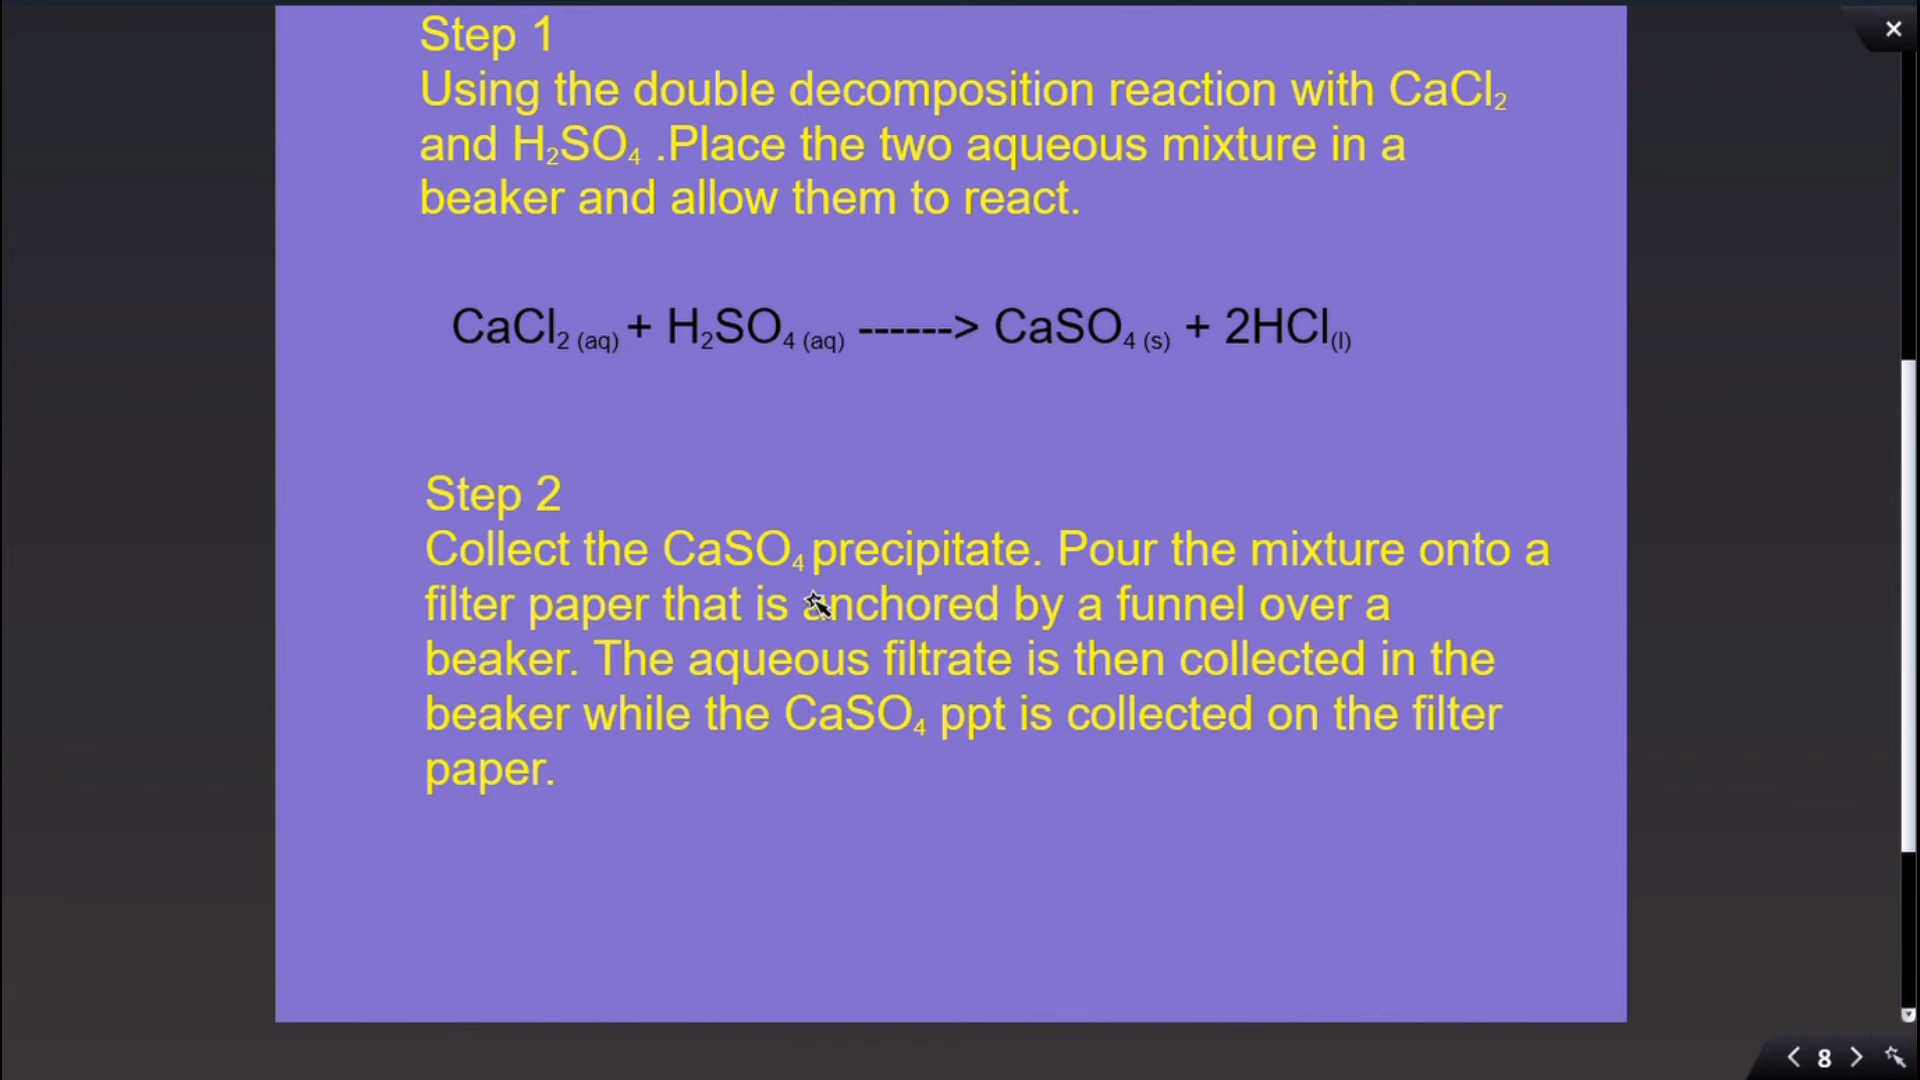 Step 1
Using the double decomposition reaction with CaCl₂
and H₂SO₄ .Place the two aqueous mixture in a
beaker and allow them to react.
CaCl₂ (aq) + H₂SO₄ (aq) ------> CaSO₄ (s) + 2HCl(l)
Step 2
Collect the CaSO₄ precipitate. Pour the mixture onto a
filter paper that is anchored by a funnel over a
beaker. The aqueous filtrate is then collected in the
beaker while the CaSO₄ ppt is collected on the filter
paper.
8